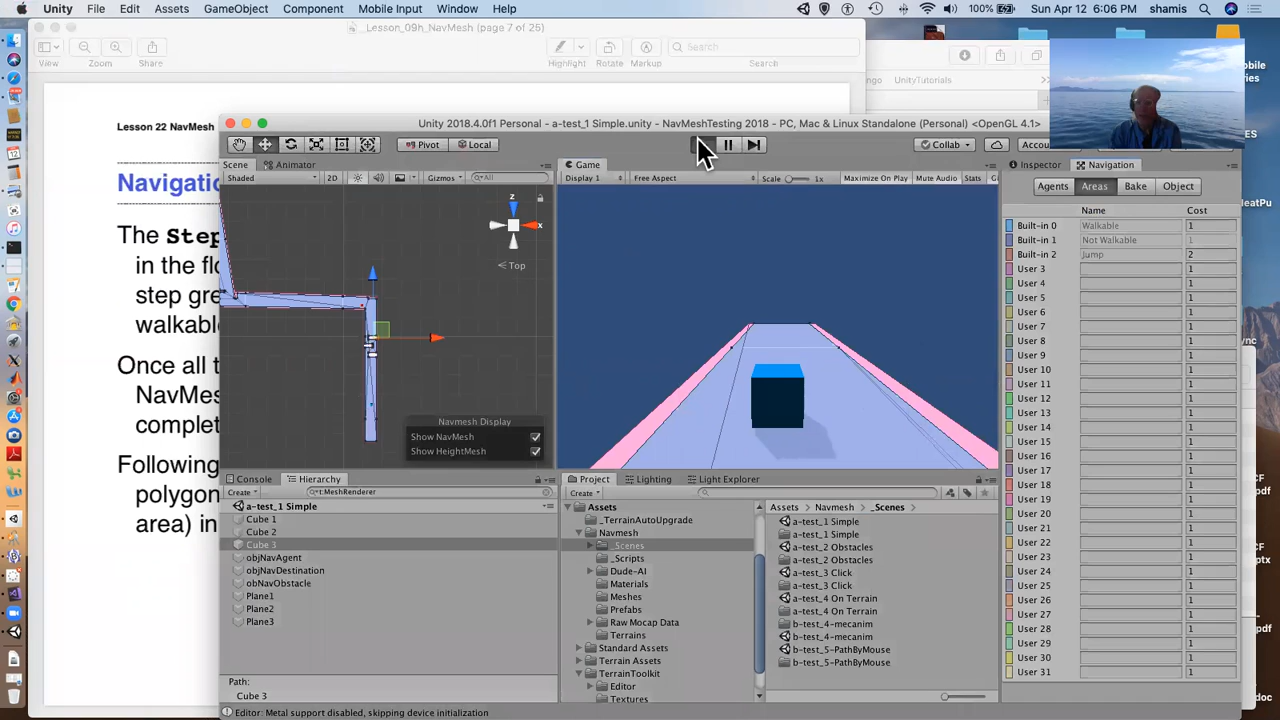 Unity File Edit Assets GameObject Component Mobile Input Window Help 100% Sun Apr 12 6:06 PM shamis
_Lesson_09h_NavMesh (page 7 of 25)
View Zoom Share Highlight Rotate Markup Search
Search
UnityTutorials
Lesson 22 NavMesh
Navigatio
The Step
in the flo
step gre
walkabl
Once all t
NavMes
complet
Following
polygon
area) in
Unity 2018.4.0f1 Personal - a-test_1 Simple.unity - NavMeshTesting 2018 - PC, Mac & Linux Standalone (Personal) <OpenGL 4.1>
Pivot Local Collab Accou
Scene Animator
Shaded 2D Gizmos All
z
x
Top
Navmesh Display
Show NavMesh
Show HeightMesh
Game
Display 1 Free Aspect Scale 1x Maximize On Play Mute Audio Stats G
Inspector Navigation
Agents Areas Bake Object
Name Cost
Built-in 0 Walkable 1
Built-in 1 Not Walkable 1
Built-in 2 Jump 2
User 3 1
User 4 1
User 5 1
User 6 1
User 7 1
User 8 1
User 9 1
User 10 1
User 11 1
User 12 1
User 13 1
User 14 1
User 15 1
User 16 1
User 17 1
User 18 1
User 19 1
User 20 1
User 21 1
User 22 1
User 23 1
User 24 1
User 25 1
User 26 1
User 27 1
User 28 1
User 29 1
User 30 1
User 31 1
Console Hierarchy
Create t:MeshRenderer
a-test_1 Simple
Cube 1
Cube 2
Cube 3
objNavAgent
objNavDestination
obNavObstacle
Plane1
Plane2
Plane3
Path:
Cube 3
Project Lighting Light Explorer
Create
Assets
_TerrainAutoUpgrade
Navmesh
_Scenes
_Scripts
Dude-AI
Materials
Meshes
Prefabs
Raw Mocap Data
Terrains
Standard Assets
Terrain Assets
TerrainToolkit
Editor
Textures
Assets Navmesh _Scenes
a-test_1 Simple
a-test_1 Simple
a-test_2 Obstacles
a-test_2 Obstacles
a-test_3 Click
a-test_3 Click
a-test_4 On Terrain
a-test_4 On Terrain
b-test_4-mecanim
b-test_4-mecanim
b-test_5-PathByMouse
b-test_5-PathByMouse
Editor: Metal support disabled, skipping device initialization